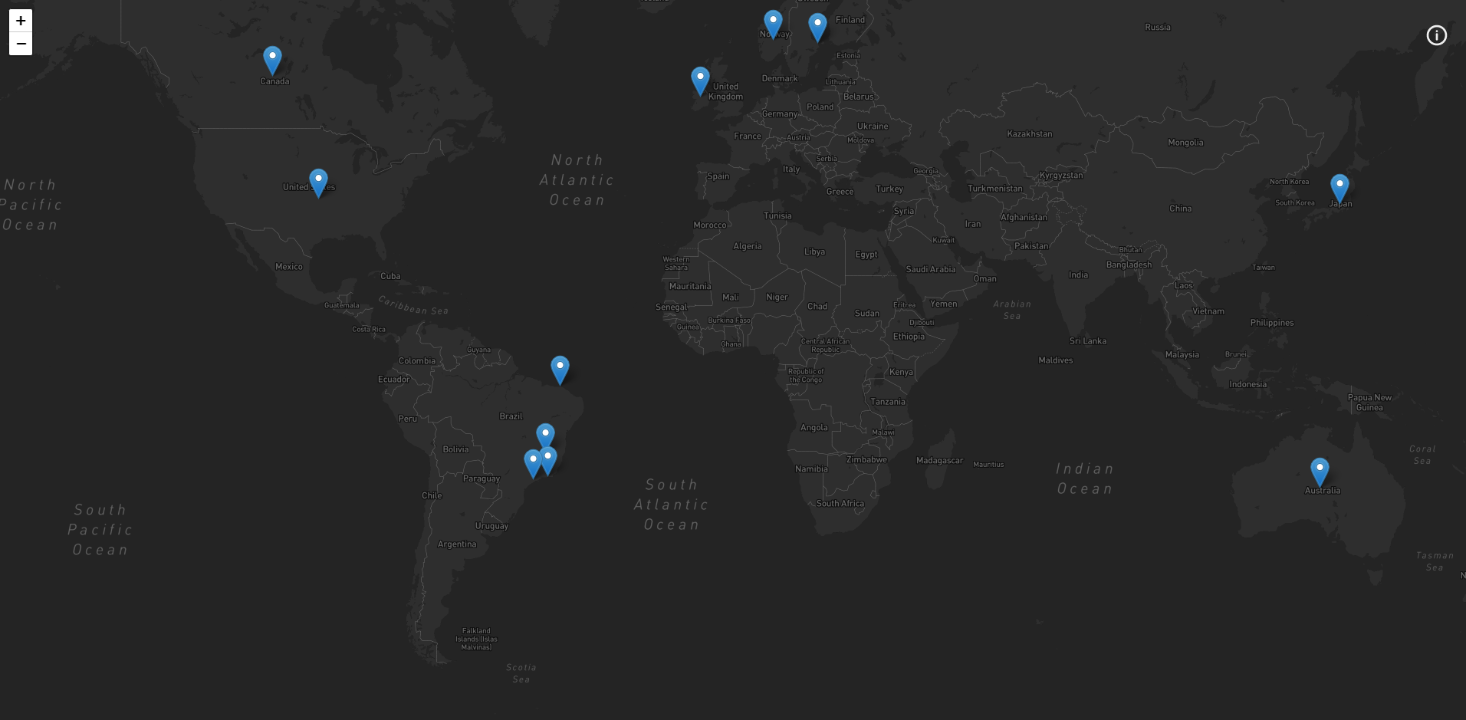 +
−
Finland
Russia
Norway
Estonia
Canada
Denmark
Lithuania
United
Kingdom
Belarus
Poland
Germany
Ukraine
France
Austria
Moldova
Kazakhstan
Mongolia
Serbia
North
Atlantic
Ocean
Italy
Spain
Georgia
Kyrgyzstan
North Korea
North
Pacific
Ocean
United States
Greece
Turkey
Turkmenistan
South Korea
Japan
China
Syria
Tunisia
Afghanistan
Morocco
Iran
Algeria
Libya
Egypt
Kuwait
Pakistan
Bhutan
Western
Sahara
Mexico
Cuba
Saudi Arabia
Oman
India
Bangladesh
Taiwan
Mauritania
Laos
Guatemala
Caribbean Sea
Senegal
Mali
Niger
Chad
Sudan
Eritrea
Yemen
Arabian
Sea
Vietnam
Costa Rica
Guinea
Burkina Faso
Djibouti
Philippines
Ghana
Central African
Republic
Ethiopia
Sri Lanka
Guyana
Colombia
Maldives
Malaysia
Brunei
Ecuador
Republic of
the Congo
Kenya
Indonesia
Tanzania
Papua New
Guinea
Peru
Brazil
Angola
Malawi
Bolivia
Zimbabwe
Madagascar
Mauritius
Namibia
Indian
Ocean
Coral
Sea
Paraguay
South
Atlantic
Ocean
Australia
Chile
South Africa
South
Pacific
Ocean
Uruguay
Argentina
Tasman
Sea
N
Falkland
Islands (Islas
Malvinas)
Scotia
Sea